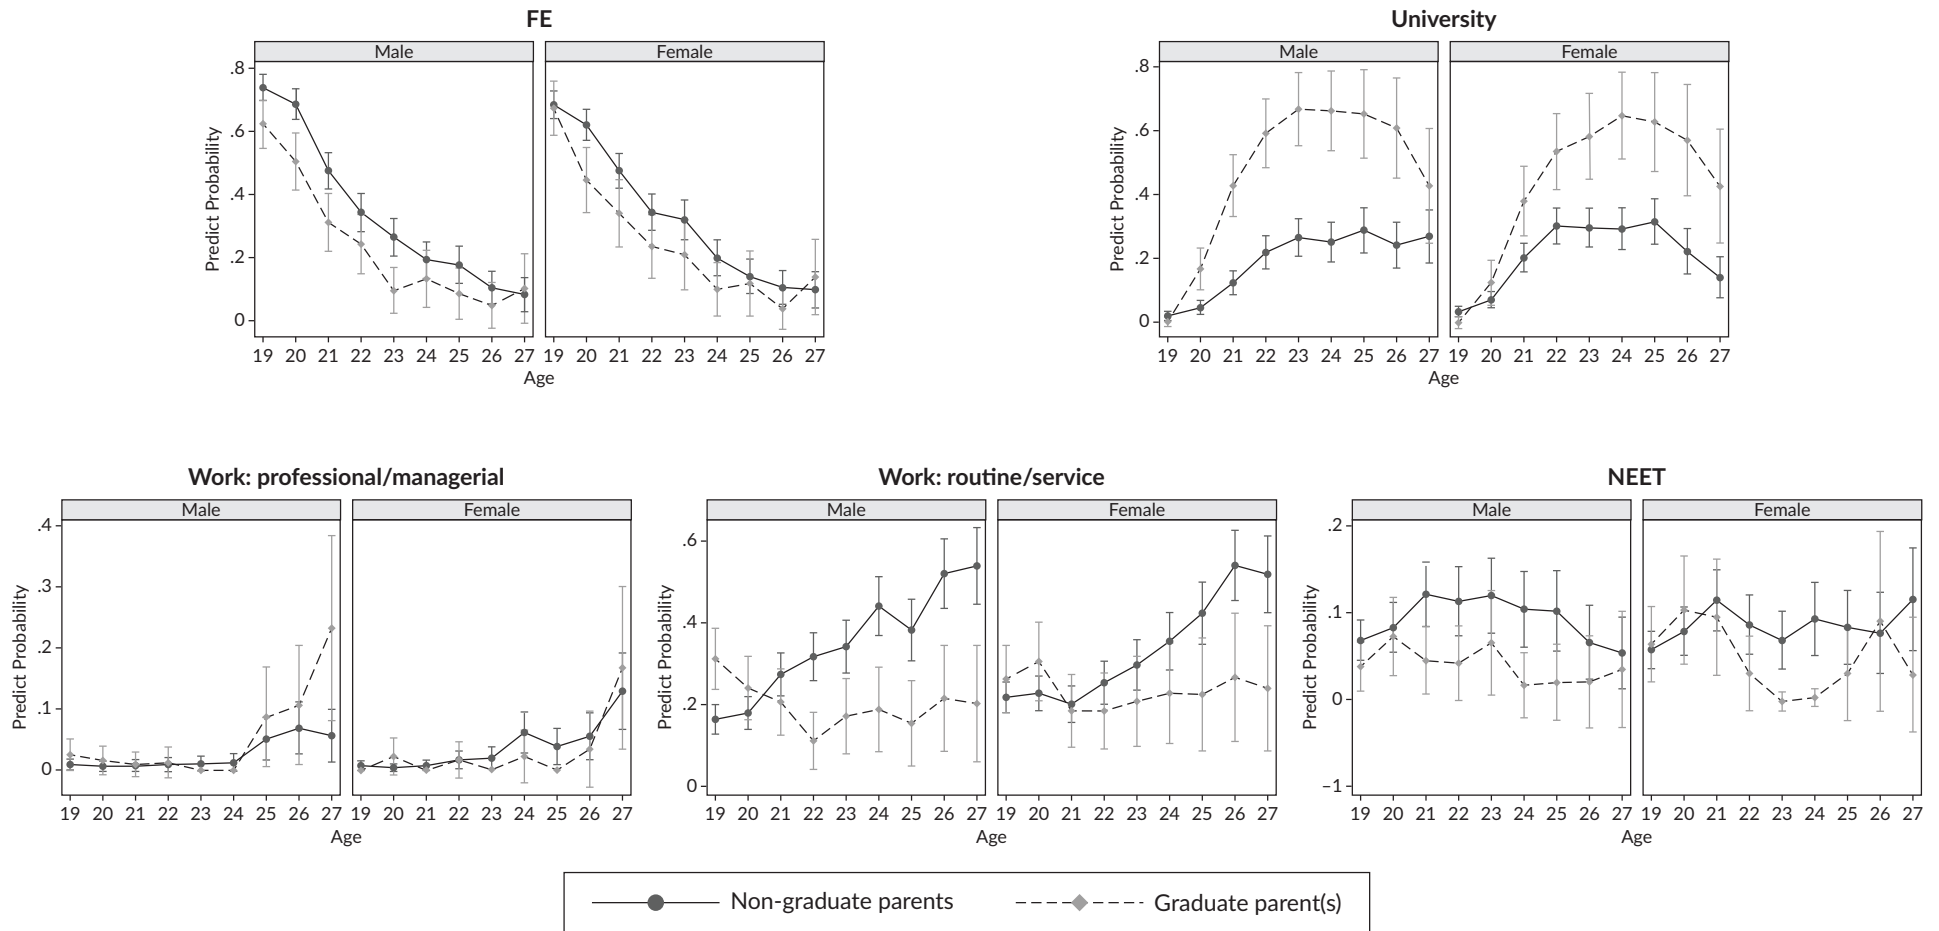 FE
Male Female
.8
.6
.4
.2
0
Predict Probability
19 20 21 22 23 24 25 26 27 19 20 21 22 23 24 25 26 27
Age
University
Male Female
.8
.6
.4
.2
0
Predict Probability
19 20 21 22 23 24 25 26 27 19 20 21 22 23 24 25 26 27
Age
Work: professional/managerial
Male Female
.4
.3
.2
.1
0
Predict Probability
19 20 21 22 23 24 25 26 27 19 20 21 22 23 24 25 26 27
Age
Work: routine/service
Male Female
.6
.4
.2
0
Predict Probability
19 20 21 22 23 24 25 26 27 19 20 21 22 23 24 25 26 27
Age
NEET
Male Female
.2
.1
0
−1
Predict Probability
19 20 21 22 23 24 25 26 27 19 20 21 22 23 24 25 26 27
Age
Non-graduate parents Graduate parent(s)